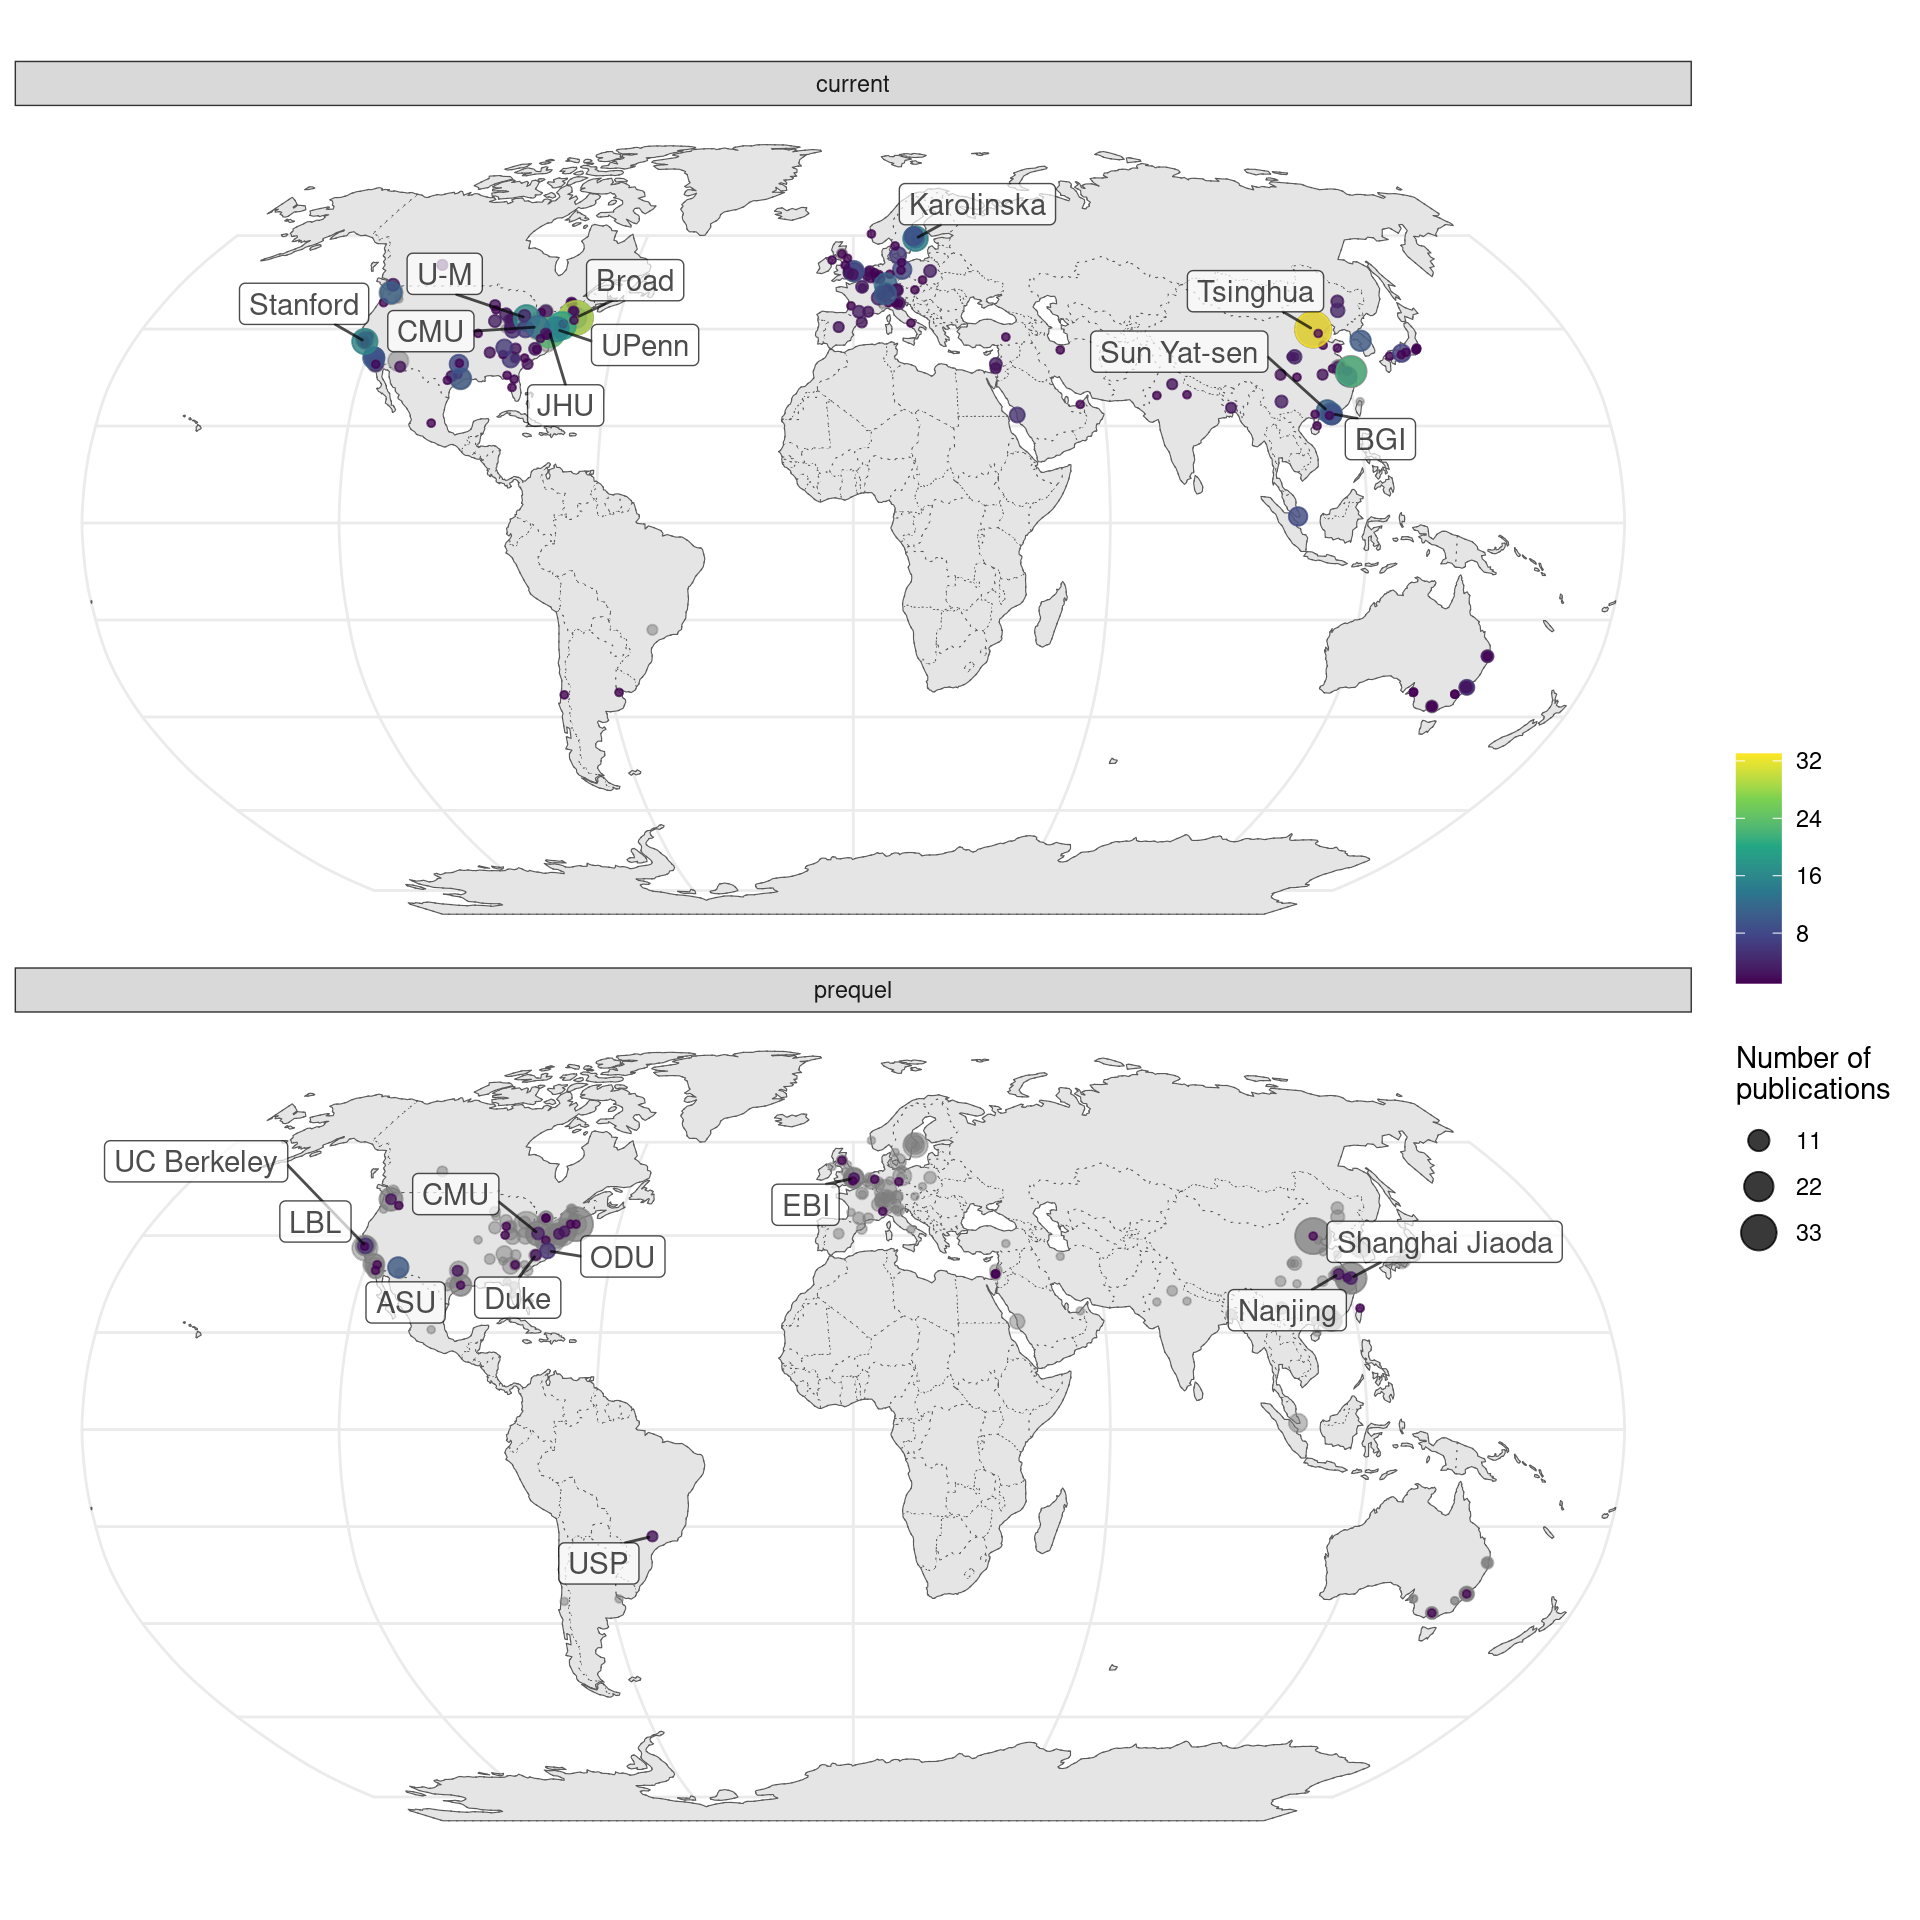 current
Karolinska
U-M
Broad
Stanford
Tsinghua
CMU
UPenn
Sun Yat-sen
JHU
BGI
32
24
16
8
prequel
Number of
publications
11
22
33
UC Berkeley
CMU
LBL
EBI
Shanghai Jiaoda
ODU
ASU
Duke
Nanjing
USP